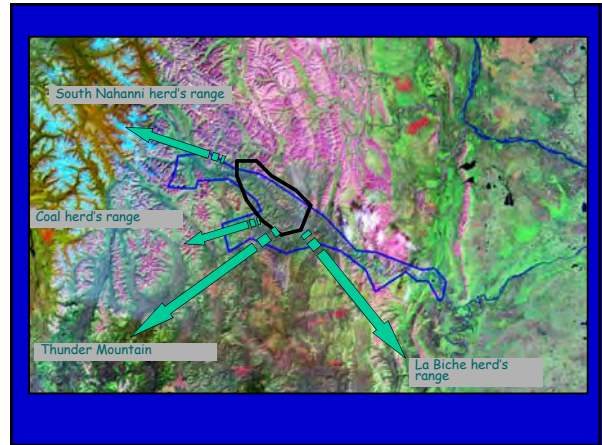 South Nahanni herd's range
Coal herd's range
Thunder Mountain
La Biche herd's
range